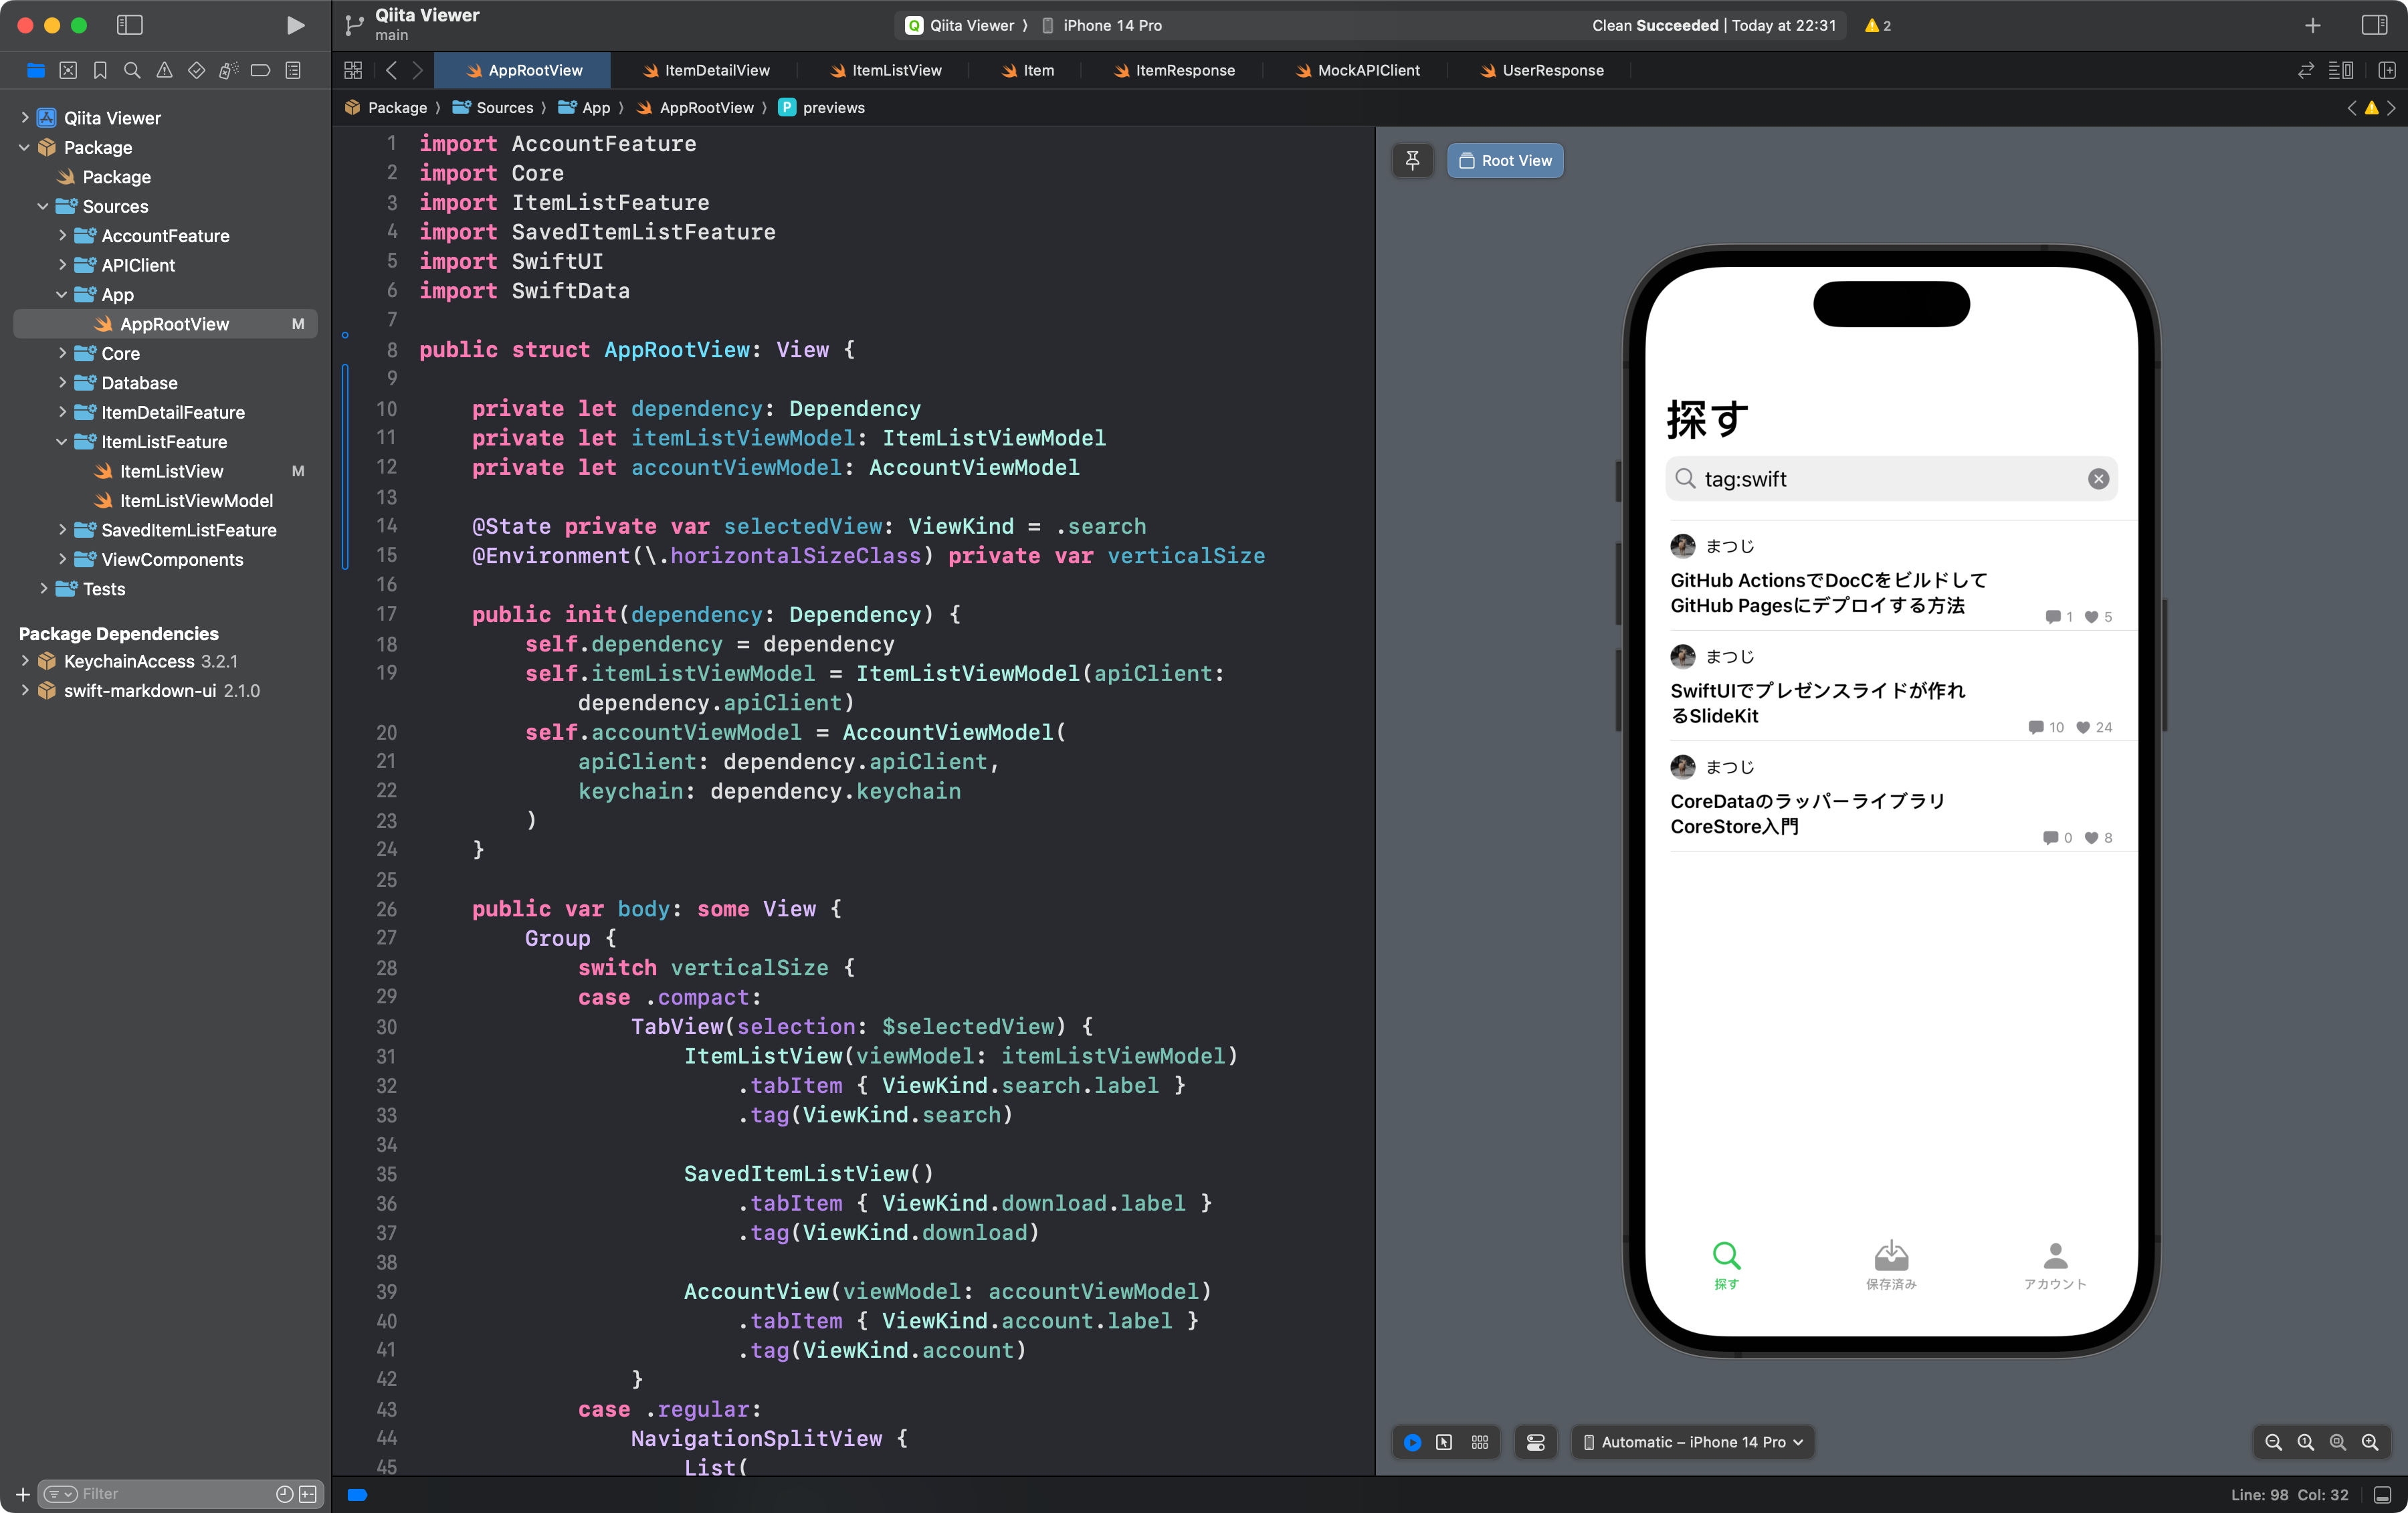 Qiita Viewer
main
Qiita Viewer
iPhone 14 Pro
Clean Succeeded | Today at 22:31
2
AppRootView
ItemDetailView
ItemListView
Item
ItemResponse
MockAPIClient
UserResponse
Package
Sources
App
AppRootView
P
previews
Qiita Viewer
Package
Package
Sources
AccountFeature
APIClient
App
AppRootView M
Core
Database
ItemDetailFeature
ItemListFeature
ItemListView M
ItemListViewModel
SavedItemListFeature
ViewComponents
Tests
Package Dependencies
KeychainAccess 3.2.1
swift-markdown-ui 2.1.0
Filter
1 import AccountFeature
2 import Core
3 import ItemListFeature
4 import SavedItemListFeature
5 import SwiftUI
6 import SwiftData
7
8 public struct AppRootView: View {
9
10 private let dependency: Dependency
11 private let itemListViewModel: ItemListViewModel
12 private let accountViewModel: AccountViewModel
13
14 @State private var selectedView: ViewKind = .search
15 @Environment(\.horizontalSizeClass) private var verticalSize
16
17 public init(dependency: Dependency) {
18 self.dependency = dependency
19 self.itemListViewModel = ItemListViewModel(apiClient:
dependency.apiClient)
20 self.accountViewModel = AccountViewModel(
21 apiClient: dependency.apiClient,
22 keychain: dependency.keychain
23 )
24 }
25
26 public var body: some View {
27 Group {
28 switch verticalSize {
29 case .compact:
30 TabView(selection: $selectedView) {
31 ItemListView(viewModel: itemListViewModel)
32 .tabItem { ViewKind.search.label }
33 .tag(ViewKind.search)
34
35 SavedItemListView()
36 .tabItem { ViewKind.download.label }
37 .tag(ViewKind.download)
38
39 AccountView(viewModel: accountViewModel)
40 .tabItem { ViewKind.account.label }
41 .tag(ViewKind.account)
42 }
43 case .regular:
44 NavigationSplitView {
45 List(
Root View
探す
tag:swift
まつじ
GitHub ActionsでDocCをビルドして
GitHub Pagesにデプロイする方法
1 5
まつじ
SwiftUIでプレゼンスライドが作れ
るSlideKit
10 24
まつじ
CoreDataのラッパーライブラリ
CoreStore入門
0 8
探す
保存済み
アカウント
Automatic – iPhone 14 Pro
Line: 98 Col: 32